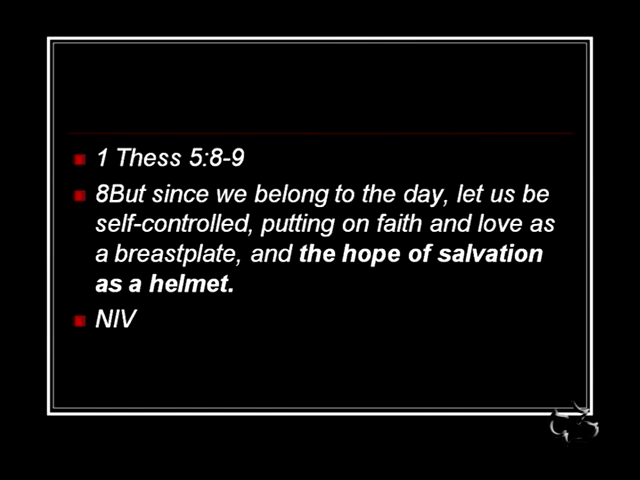 1 Thess 5:8-9
8But since we belong to the day, let us be
self-controlled, putting on faith and love as
a breastplate, and the hope of salvation
as a helmet.
NIV